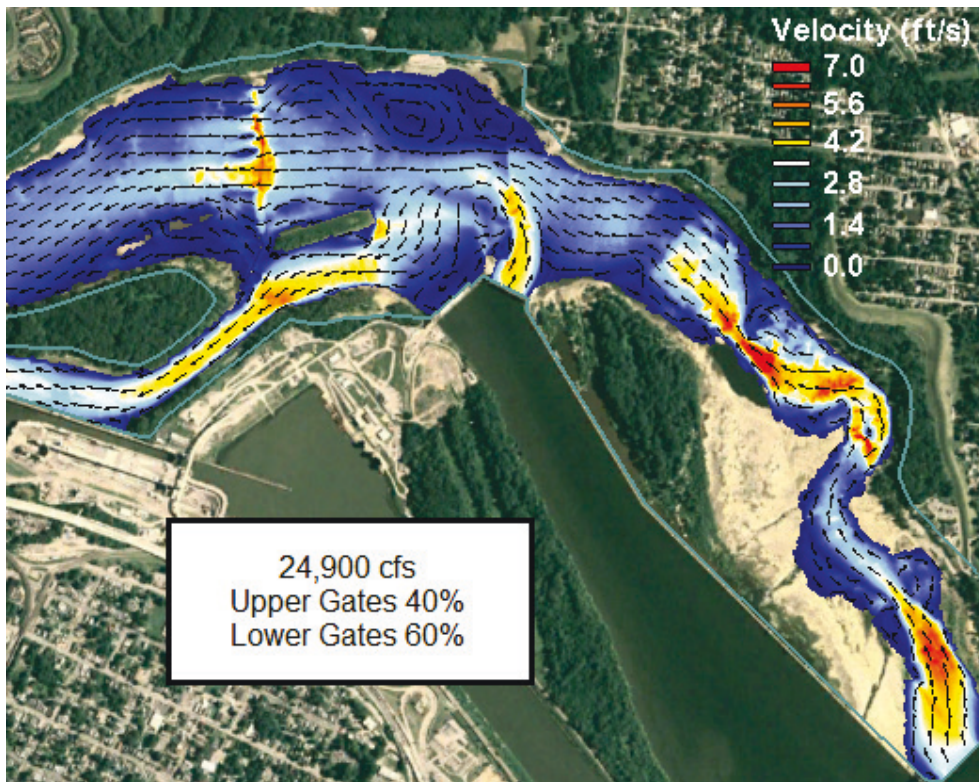 Velocity (ft/s)
7.0
5.6
4.2
2.8
1.4
0.0
24,900 cfs
Upper Gates 40%
Lower Gates 60%